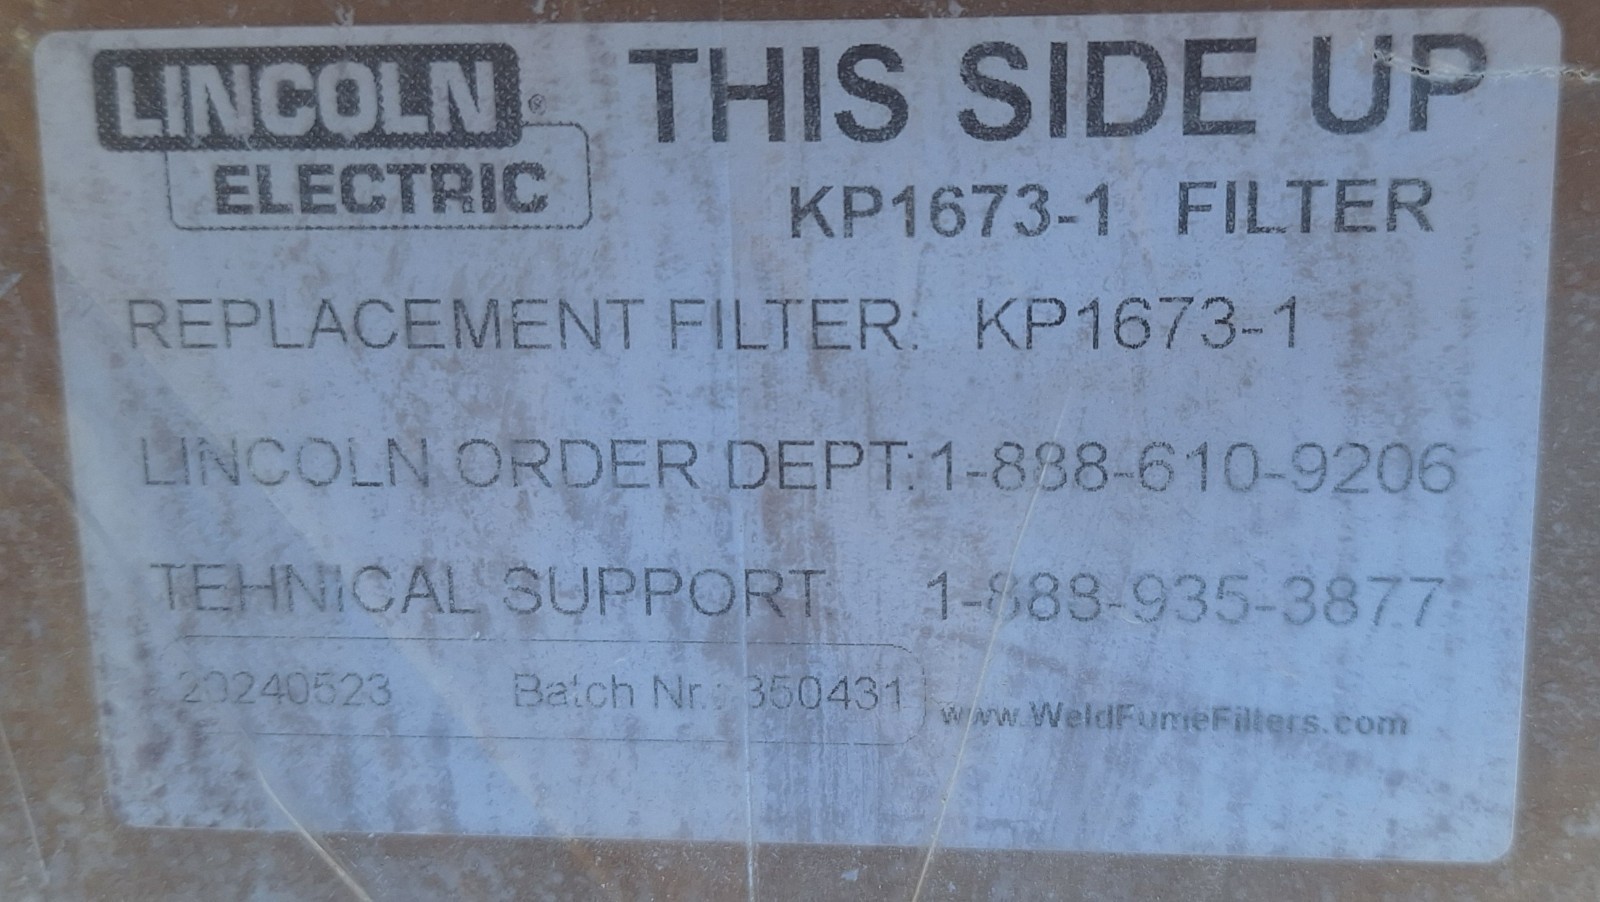 LINCOLN ®
ELECTRIC
THIS SIDE UP
KP1673-1 FILTER
REPLACEMENT FILTER: KP1673-1
LINCOLN ORDER DEPT: 1-888-610-9206
TEHNICAL SUPPORT 1-888-935-3877
20240523 Batch Nr.: 350431
www.WeldFumeFilters.com